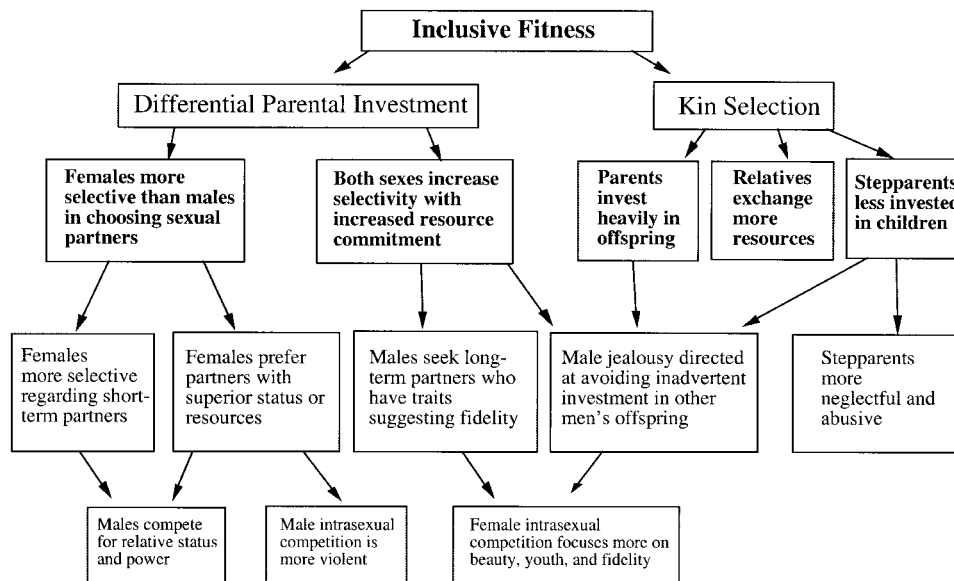 Inclusive Fitness
Differential Parental Investment
Kin Selection
Females more
selective than males
in choosing sexual
partners
Both sexes increase
selectivity with
increased resource
commitment
Parents
invest
heavily in
offspring
Relatives
exchange
more
resources
Stepparents
less invested
in children
Females
more selective
regarding short-
term partners
Females prefer
partners with
superior status or
resources
Males seek long-
term partners who
have traits
suggesting fidelity
Male jealousy directed
at avoiding inadvertent
investment in other
men's offspring
Stepparents
more
neglectful and
abusive
Males compete
for relative status
and power
Male intrasexual
competition is
more violent
Female intrasexual
competition focuses more on
beauty, youth, and fidelity